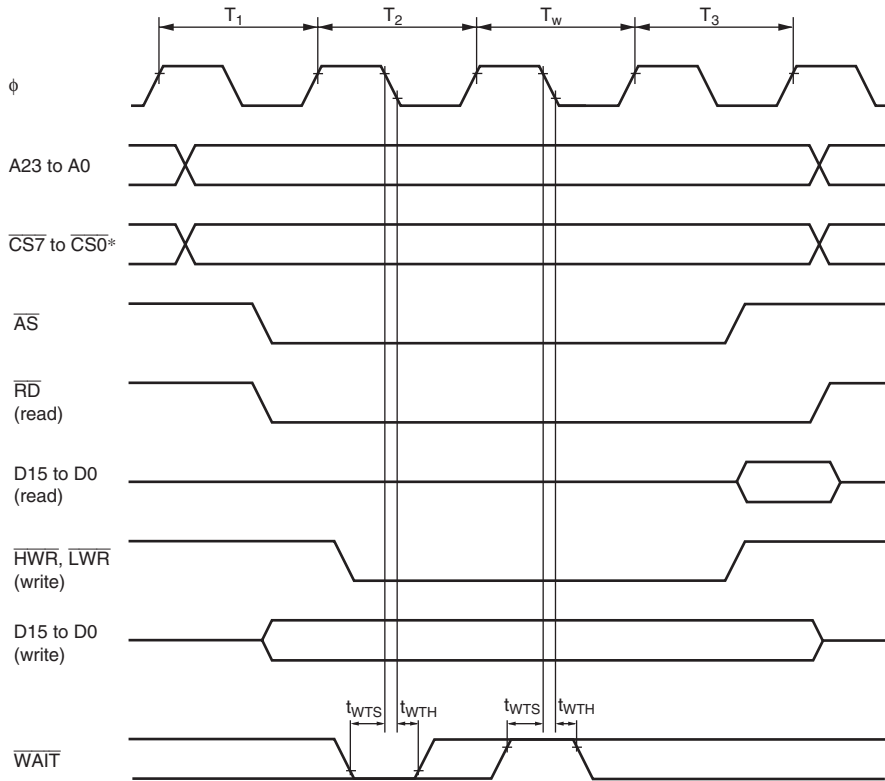 T1 T2 Tw T3
φ
A23 to A0
CS7 to CS0*
AS
RD
(read)
D15 to D0
(read)
HWR, LWR
(write)
D15 to D0
(write)
tWTS tWTH tWTS tWTH
WAIT